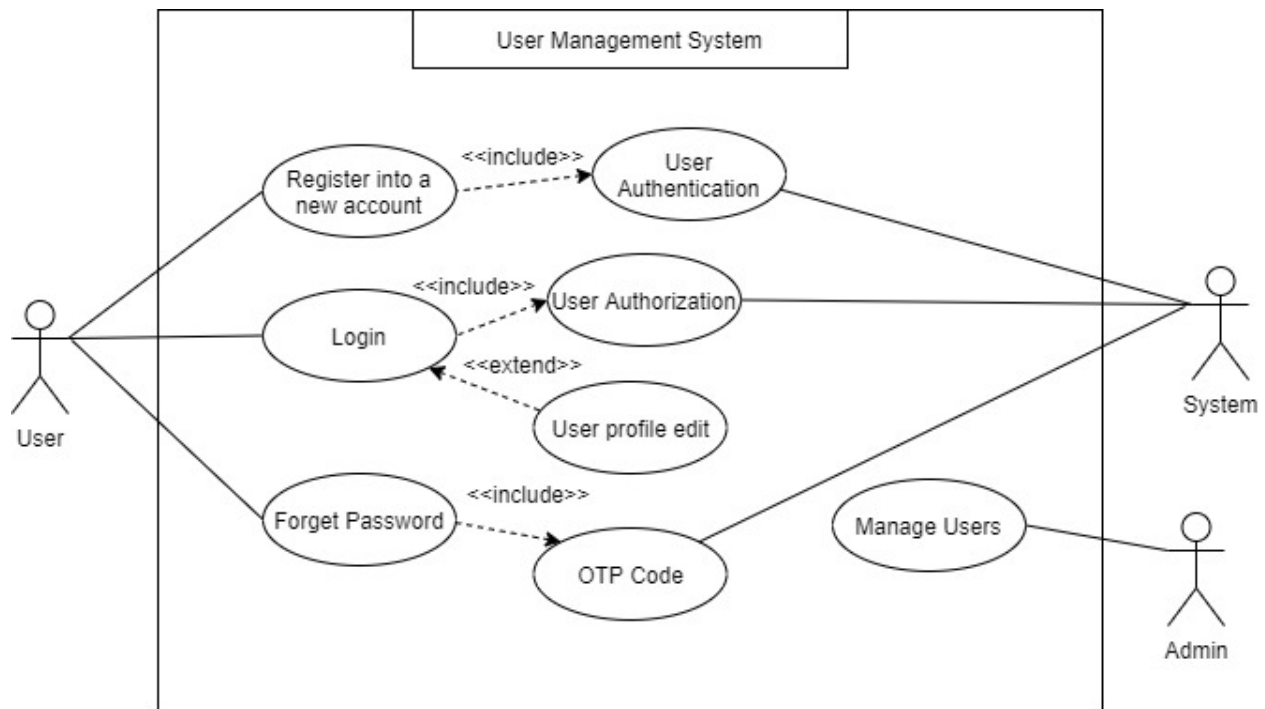 User Management System
<<include>>
User
Authentication
Register into a
new account
<<include>>
User Authorization
Login
<<extend>>
User profile edit
System
User
<<include>>
Forget Password
Manage Users
OTP Code
Admin